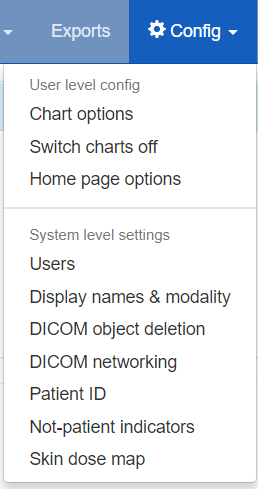 Exports
Config
User level config
Chart options
Switch charts off
Home page options
System level settings
Users
Display names & modality
DICOM object deletion
DICOM networking
Patient ID
Not-patient indicators
Skin dose map